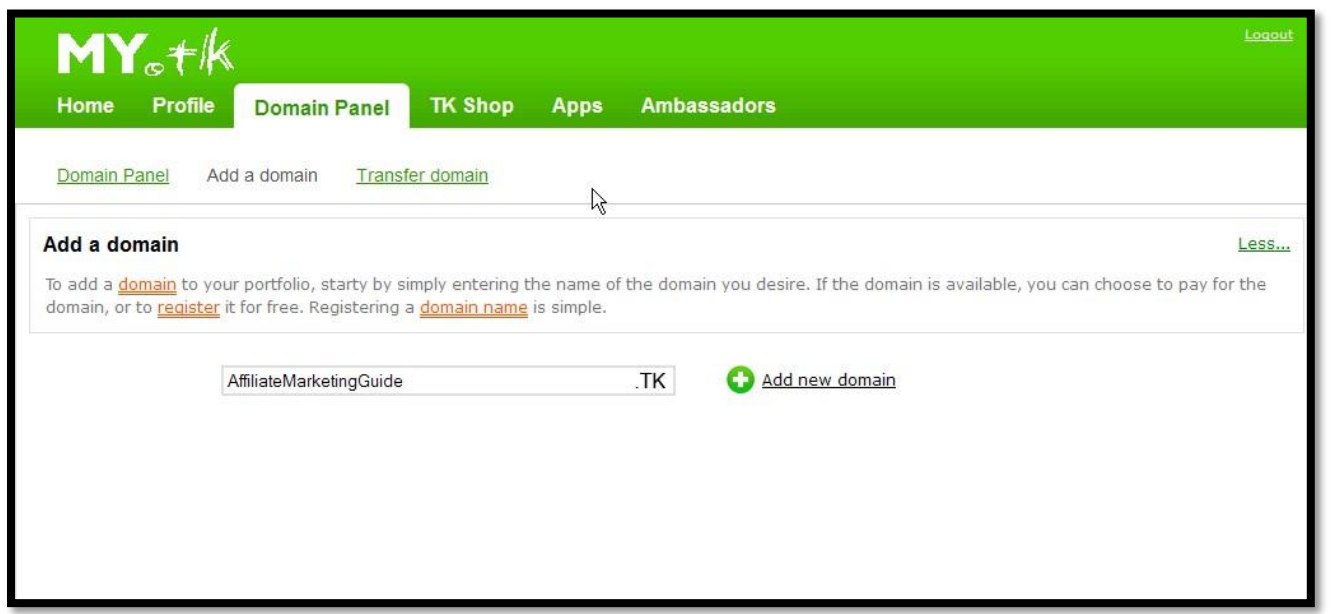 Logout
MY.tk
Home Profile Domain Panel TK Shop Apps Ambassadors
Domain Panel Add a domain Transfer domain
Add a domain Less...
To add a domain to your portfolio, starty by simply entering the name of the domain you desire. If the domain is available, you can choose to pay for the
domain, or to register it for free. Registering a domain name is simple.
AffiliateMarketingGuide .TK Add new domain